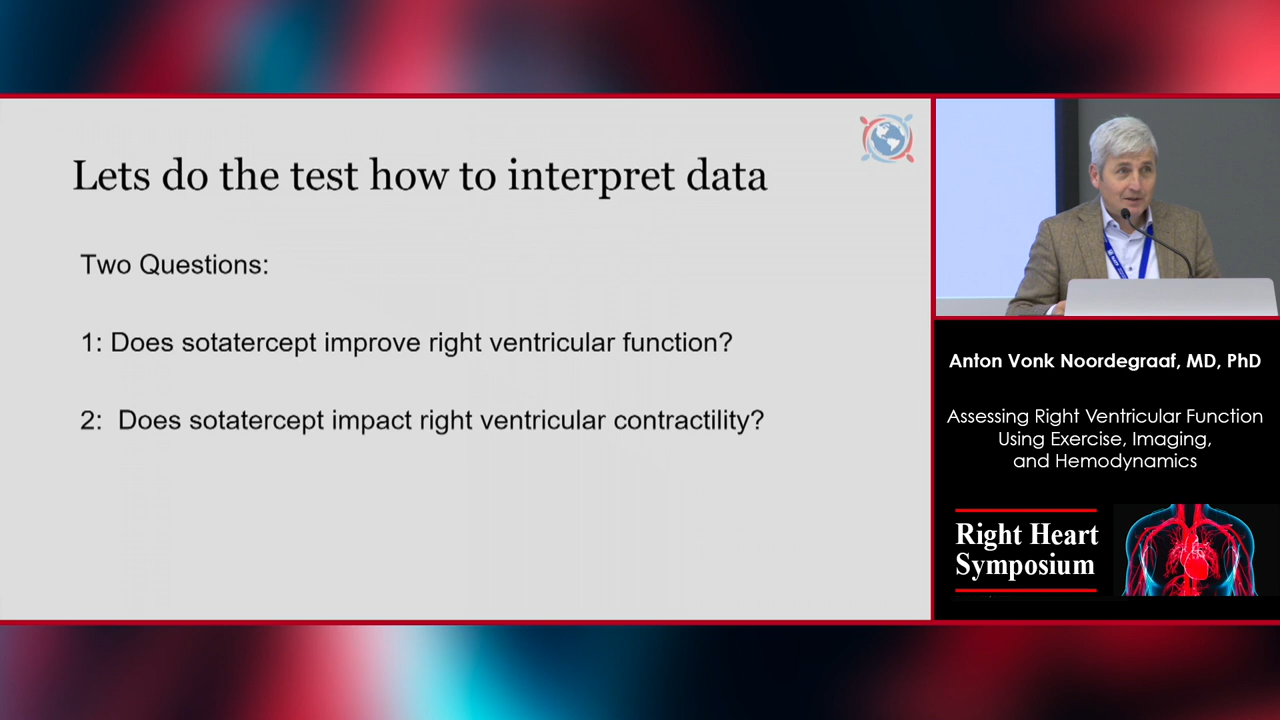 Lets do the test how to interpret data
Two Questions:
1: Does sotatercept improve right ventricular function?
2: Does sotatercept impact right ventricular contractility?
Anton Vonk Noordegraaf, MD, PhD
Assessing Right Ventricular Function
Using Exercise, Imaging,
and Hemodynamics
Right Heart
Symposium